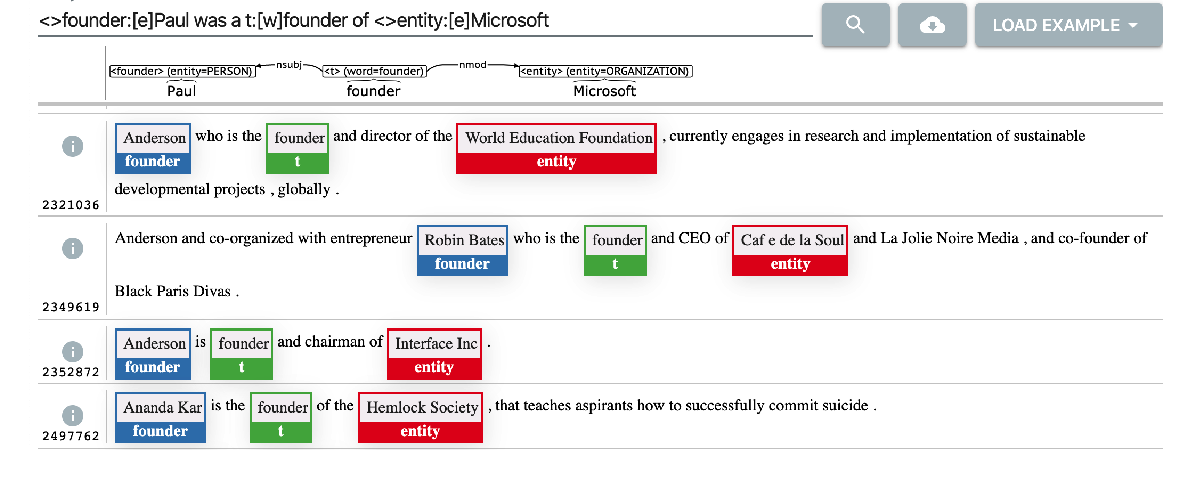 <>founder:[e]Paul was a t:[w]founder of <>entity:[e]Microsoft
LOAD EXAMPLE
<founder> (entity=PERSON) nsubj <t> (word=founder) nmod <entity> (entity=ORGANIZATION)
Paul founder Microsoft
Anderson who is the founder and director of the World Education Foundation , currently engages in research and implementation of sustainable
founder t entity
developmental projects , globally .
2321036
Anderson and co-organized with entrepreneur Robin Bates who is the founder and CEO of Caf e de la Soul and La Jolie Noire Media , and co-founder of
founder t entity
Black Paris Divas .
2349619
Anderson is founder and chairman of Interface Inc .
founder t entity
2352872
Ananda Kar is the founder of the Hemlock Society , that teaches aspirants how to successfully commit suicide .
founder t entity
2497762